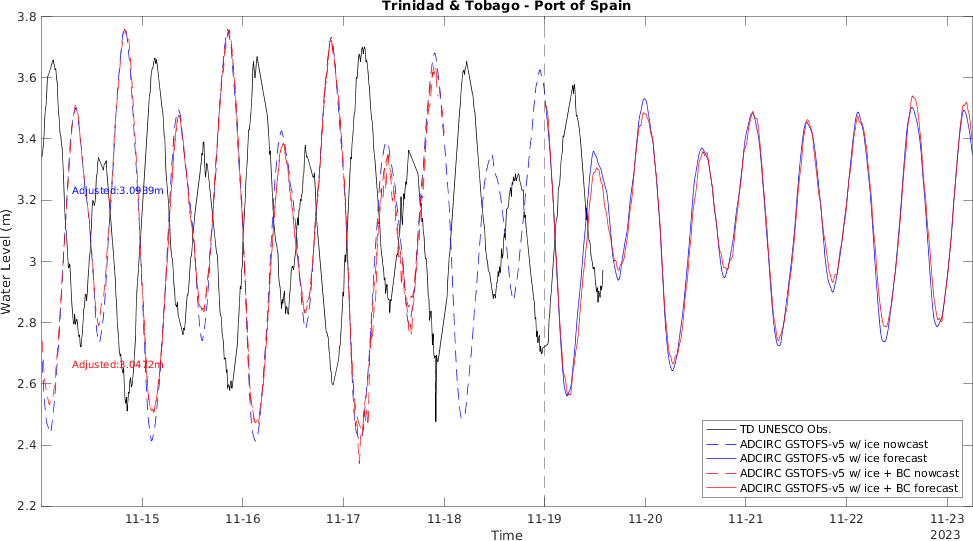 Trinidad & Tobago - Port of Spain
3.8
3.6
3.4
3.2
3
2.8
2.6
2.4
2.2
Water Level (m)
Adjusted:3.0939m
Adjusted:3.0472m
TD UNESCO Obs.
ADCIRC GSTOFS-v5 w/ ice nowcast
ADCIRC GSTOFS-v5 w/ ice forecast
ADCIRC GSTOFS-v5 w/ ice + BC nowcast
ADCIRC GSTOFS-v5 w/ ice + BC forecast
11-15 11-16 11-17 11-18 11-19 11-20 11-21 11-22 11-23
2023
Time